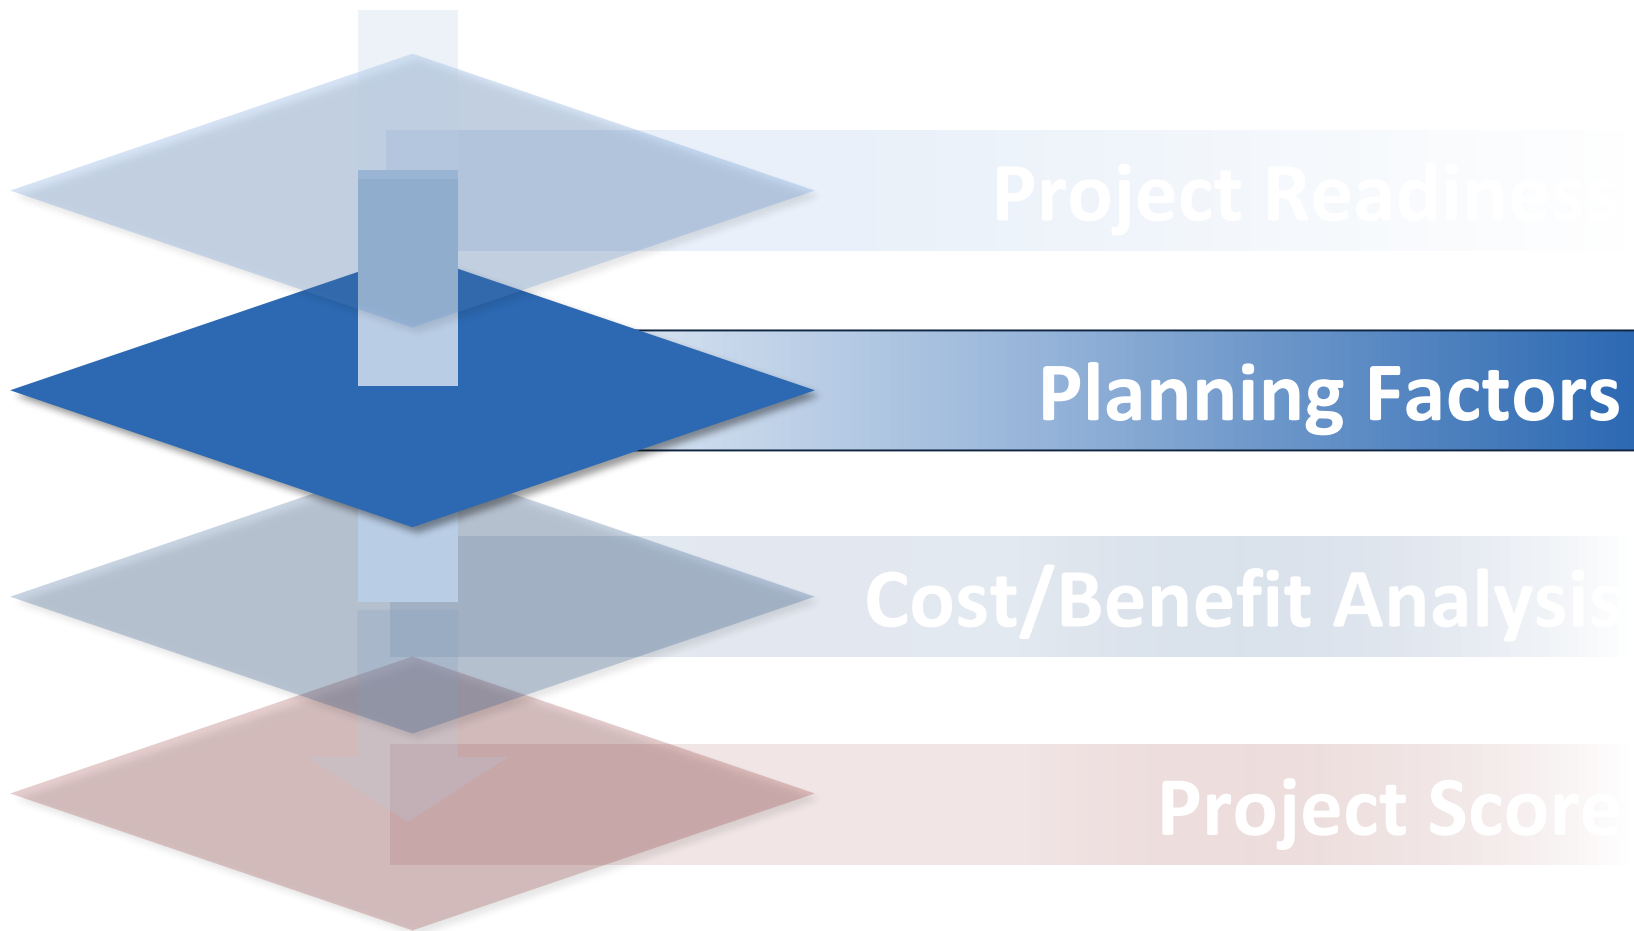 Project Readiness
Planning Factors
Cost/Benefit Analysis
Project Score